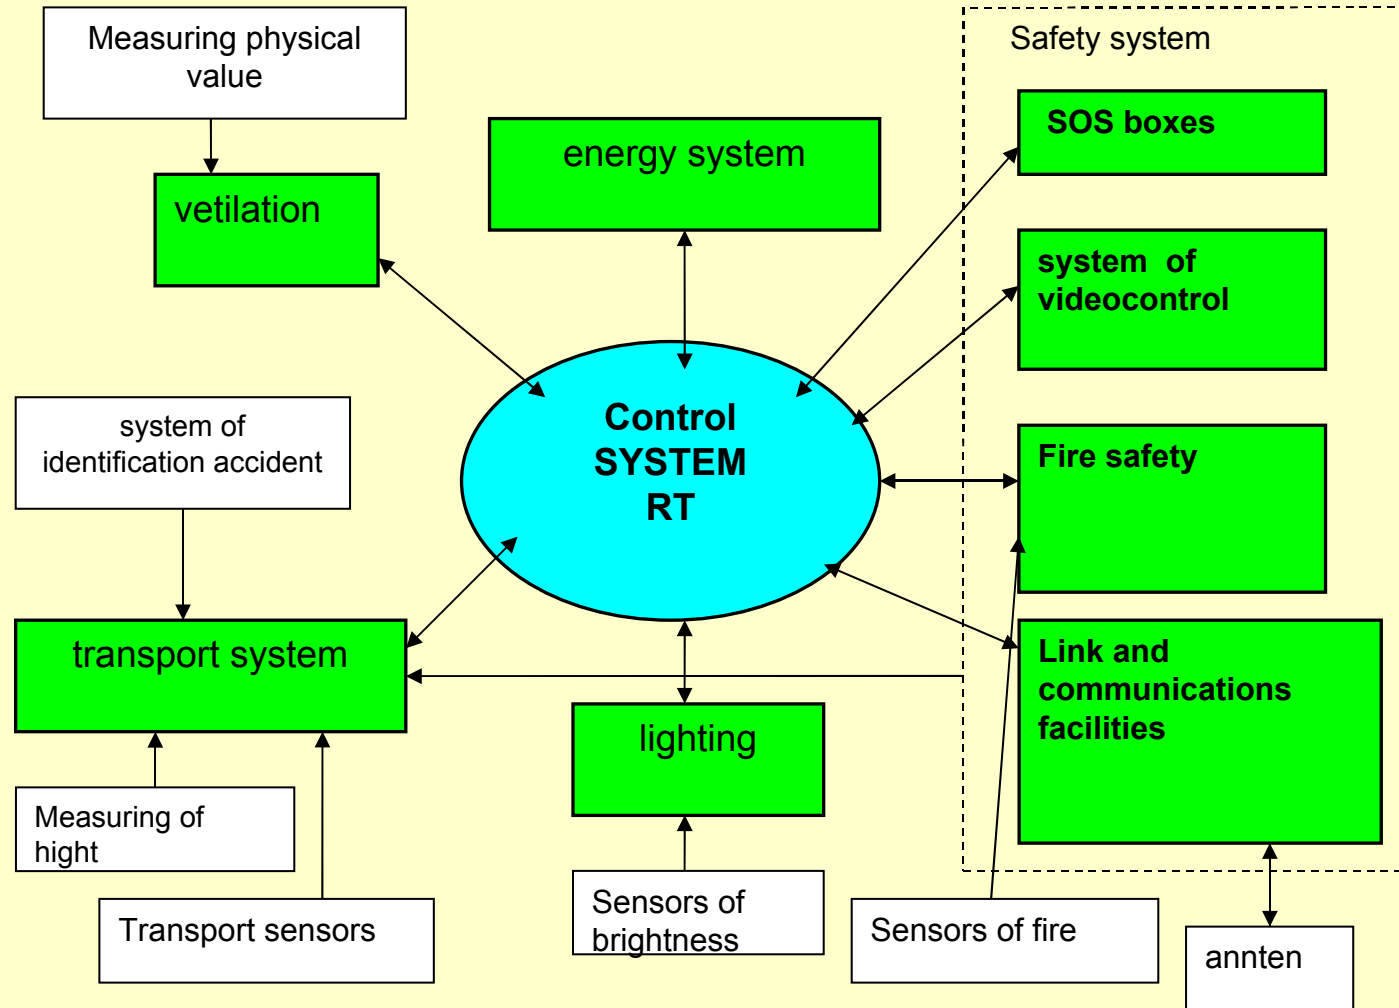 Measuring physical
value
Safety system
SOS boxes
energy system
vetilation
system of
videocontrol
Control
SYSTEM
RT
system of
identification accident
Fire safety
transport system
Link and
communications
facilities
lighting
Measuring of
hight
Transport sensors
Sensors of
brightness
Sensors of fire
annten